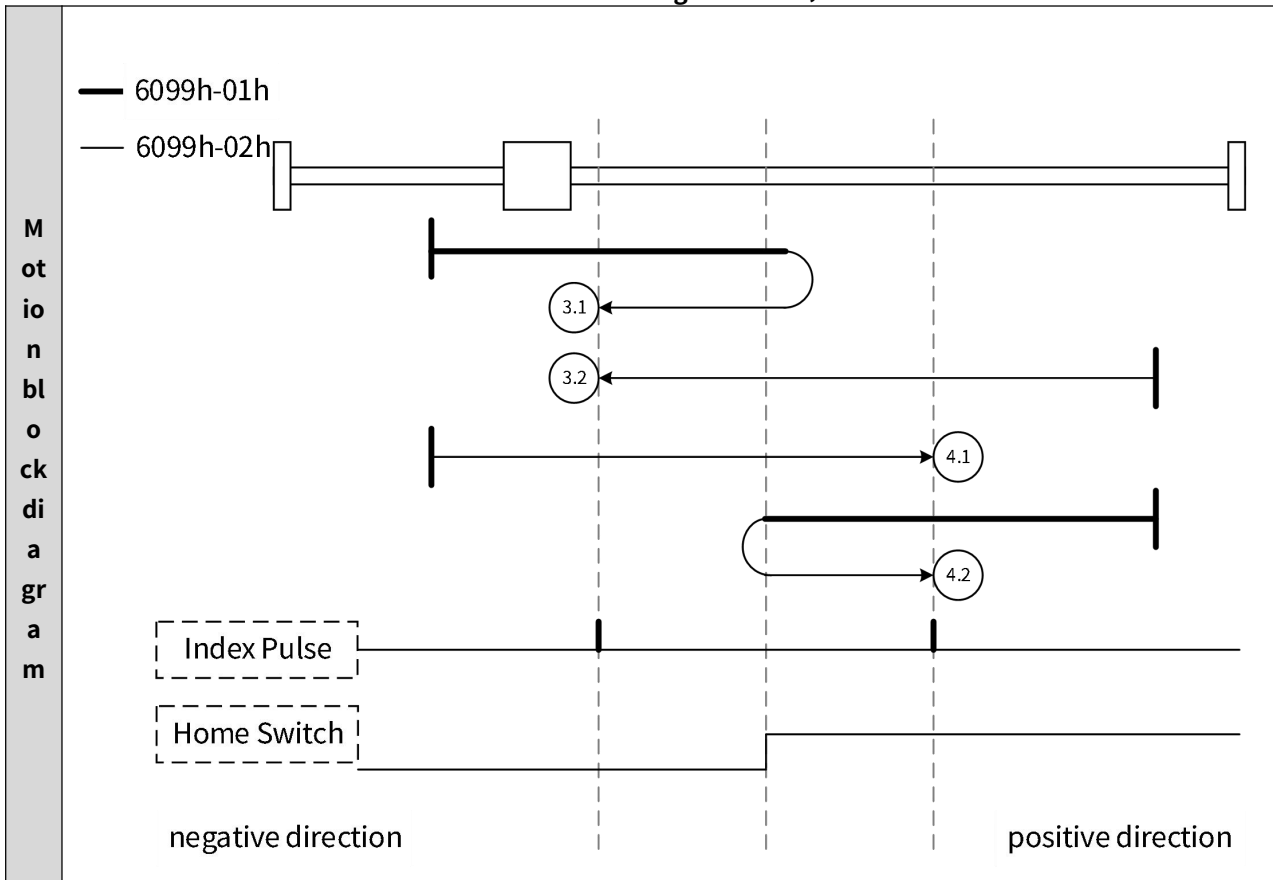 6099h-01h
6099h-02h
M
ot
io
n
bl
o
ck
di
a
gr
a
m
3.1
3.2
4.1
4.2
Index Pulse
Home Switch
negative direction
positive direction